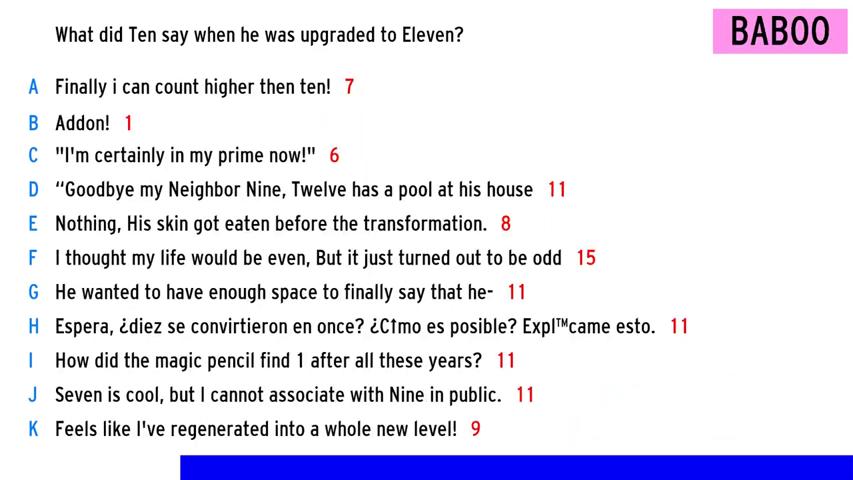 What did Ten say when he was upgraded to Eleven?
BABOO
A Finally i can count higher then ten! 7
B Addon! 1
C "I'm certainly in my prime now!" 6
D “Goodbye my Neighbor Nine, Twelve has a pool at his house 11
E Nothing, His skin got eaten before the transformation. 8
F I thought my life would be even, But it just turned out to be odd 15
G He wanted to have enough space to finally say that he- 11
H Espera, ¿diez se convirtieron en once? ¿C↑mo es posible? Expl™came esto. 11
I How did the magic pencil find 1 after all these years? 11
J Seven is cool, but I cannot associate with Nine in public. 11
K Feels like I've regenerated into a whole new level! 9